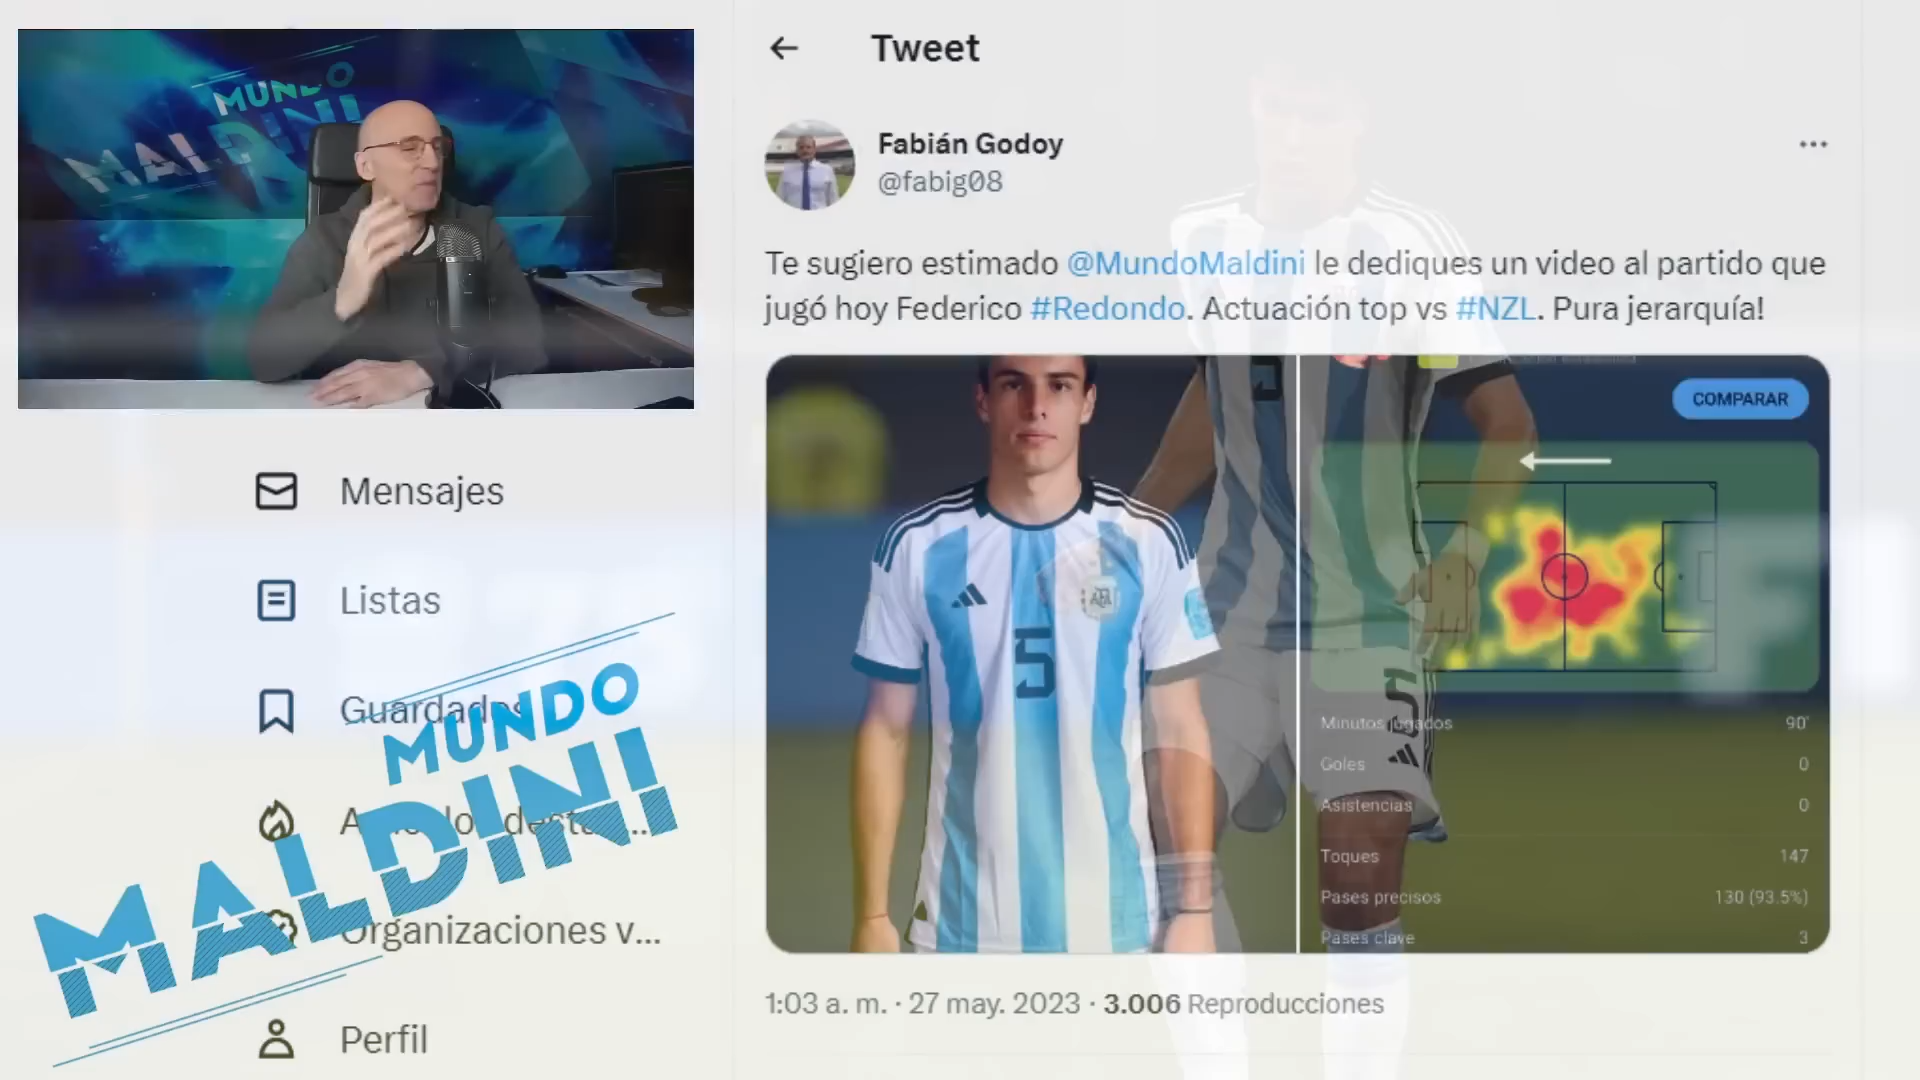 MUNDO
MALDINI
Tweet
Fabián Godoy
@fabig08
Te sugiero estimado @MundoMaldini le dediques un video al partido que
jugó hoy Federico #Redondo. Actuación top vs #NZL. Pura jerarquía!
COMPARAR
AFA
5
5
Minutos jugados 90'
Goles 0
Asistencias 0
Toques 147
Pases precisos 130 (93.5%)
Pases clave 3
1:03 a. m. · 27 may. 2023 · 3.006 Reproducciones
Mensajes
Listas
Guardados
Organizaciones v...
Perfil
MUNDO
MALDINI